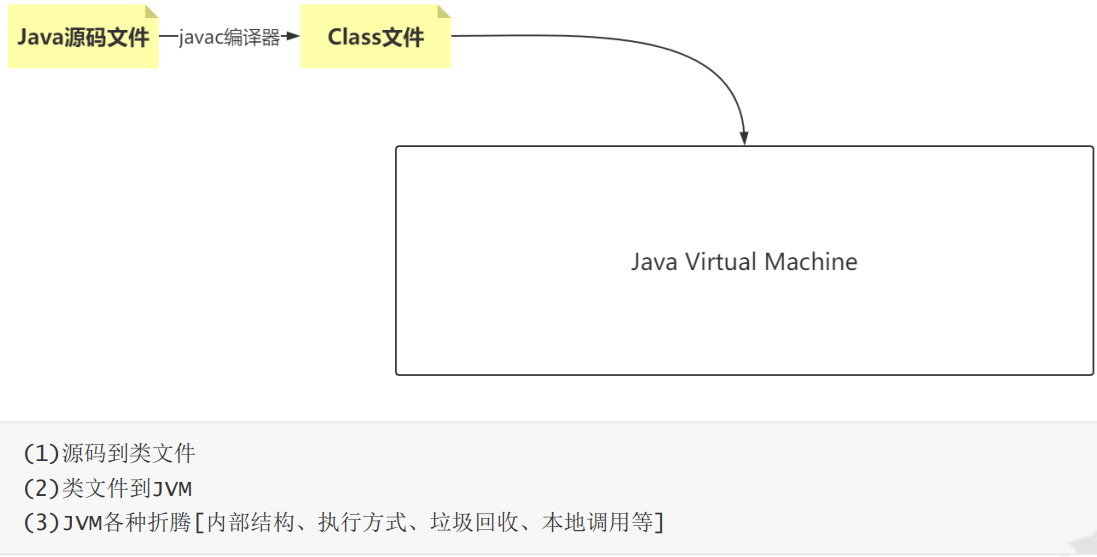 Java源码文件 javac编译器 Class文件
Java Virtual Machine
(1)源码到类文件
(2)类文件到JVM
(3)JVM各种折腾[内部结构、执行方式、垃圾回收、本地调用等]